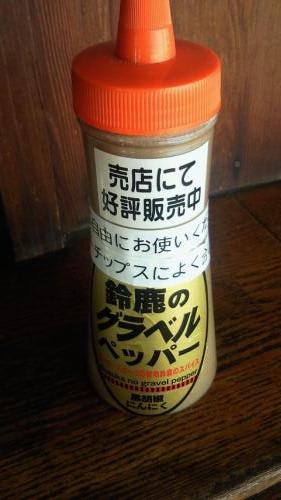 売店にて
好評販売中
自由にお使いくだ
チップスによく合
鈴鹿の
グラベル
ペッパー
Suzuka no gravel pepper
黒胡椒
にんにく